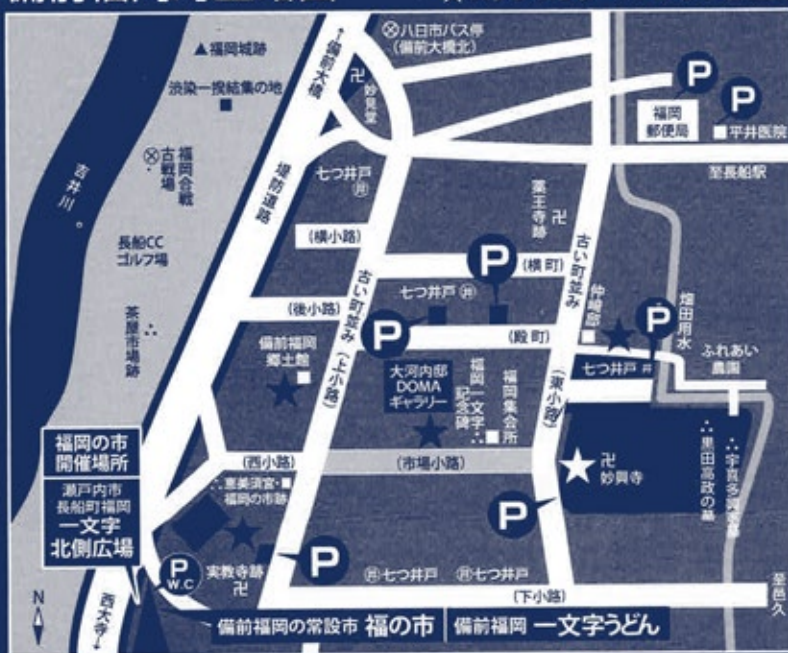 ↑備前大橋
八日市バス停
(備前大橋北)
▲福岡城跡
渋染一揆結集の地
卍 妙見堂
P
P
福岡
郵便局
平井医院
至長船駅
吉井川
福岡合戦
古戦場
堤防道路
七つ井戸 井
薬王寺跡 卍
長船CC
ゴルフ場
(横小路)
古い町並み
(横町)
P
仲﨑邸
畑田用水
茶屋市場跡
(後小路)
七つ井戸 井
P
P
(殿町)
古い町並み
(上小路)
備前福岡
郷土館
大河内邸
DOMA
ギャラリー
福岡一文字
記念碑
福岡集会所
(東小路)
七つ井戸 井
ふれあい
農園
福岡の市
開催場所
瀬戸内市
長船町福岡
一文字
北側広場
(西小路)
(市場小路)
恵美須宮・
福岡の市跡
卍
妙興寺
黒田高政の墓
P
P
W.C
実教寺跡
卍
P
井 七つ井戸
井 七つ井戸
(下小路)
至邑久
N
西大寺↓
備前福岡の常設市 福の市
備前福岡 一文字うどん